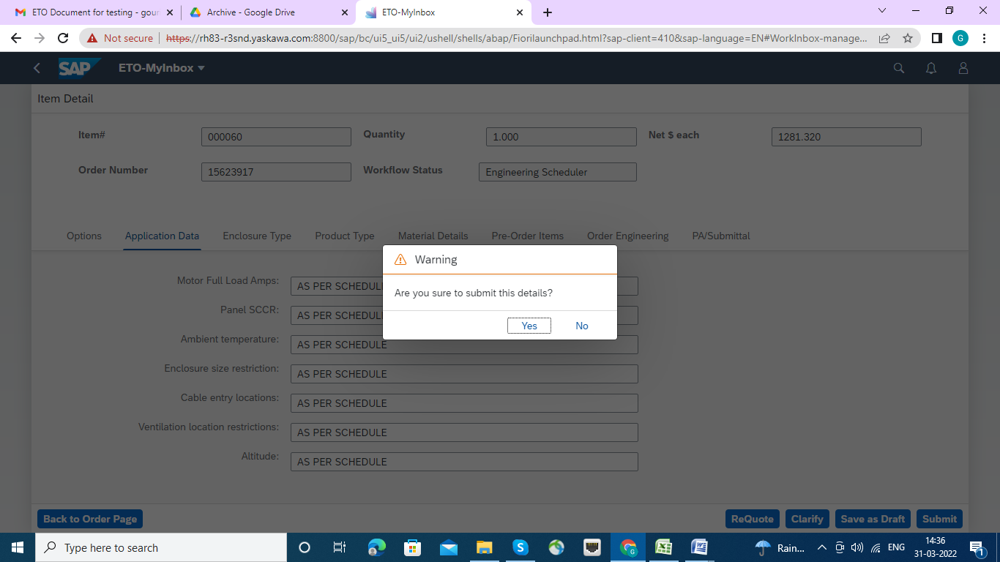 ETO Document for testing - gour
Archive - Google Drive
ETO-MyInbox
Not secure
https://rh83-r3snd.yaskawa.com:8800/sap/bc/ui5_ui5/ui2/ushell/shells/abap/Fiorilaunchpad.html?sap-client=410&sap-language=EN#WorkInbox-manage...
G
SAP
ETO-MyInbox
Item Detail
Item#
000060
Quantity
1.000
Net $ each
1281.320
Order Number
15623917
Workflow Status
Engineering Scheduler
Options
Application Data
Enclosure Type
Product Type
Material Details
Pre-Order Items
Order Engineering
PA/Submittal
Warning
Are you sure to submit this details?
Yes
No
Motor Full Load Amps:
AS PER SCHEDULE
Panel SCCR:
AS PER SCHEDUL
Ambient temperature:
AS PER SCHEDULE
Enclosure size restriction:
AS PER SCHEDULE
Cable entry locations:
AS PER SCHEDULE
Ventilation location restrictions:
AS PER SCHEDULE
Altitude:
AS PER SCHEDULE
Back to Order Page
ReQuote
Clarify
Save as Draft
Submit
Type here to search
Rain...
ENG
14:36
31-03-2022
1